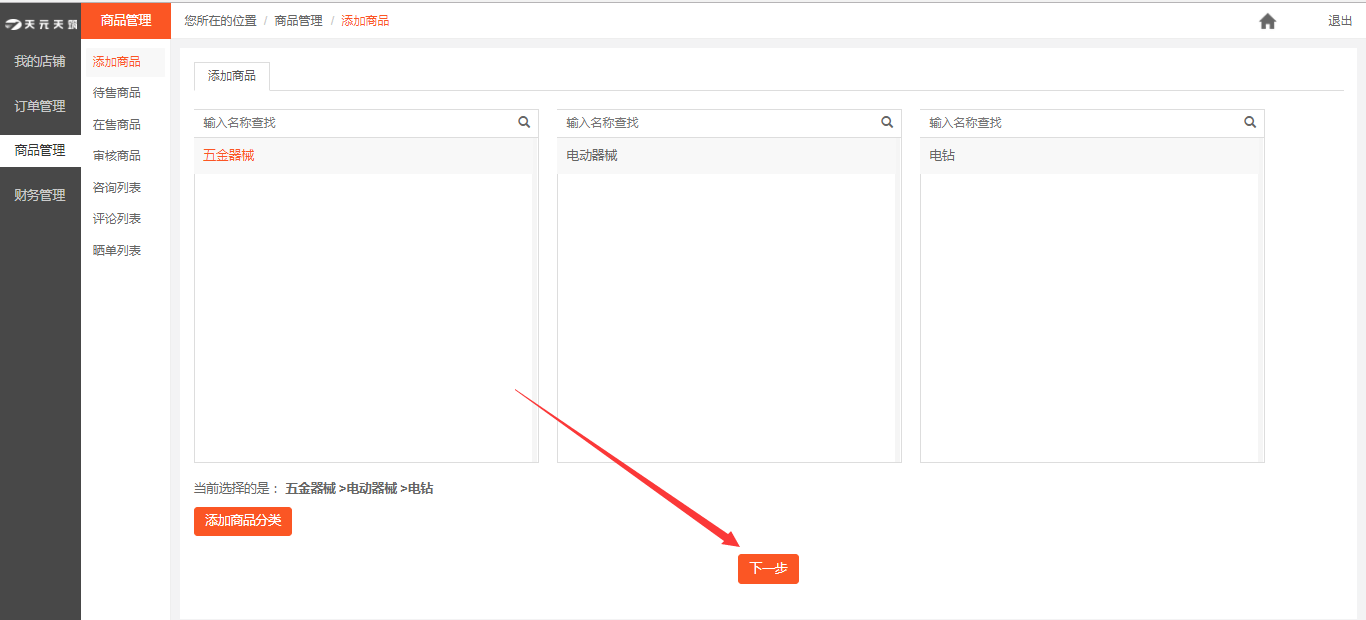 天元天筑
商品管理
您所在的位置 / 商品管理 / 添加商品
退出
我的店铺
订单管理
商品管理
财务管理
添加商品
待售商品
在售商品
审核商品
咨询列表
评论列表
晒单列表
添加商品
输入名称查找
五金器械
输入名称查找
电动器械
输入名称查找
电钻
当前选择的是： 五金器械 >电动器械 >电钻
添加商品分类
下一步